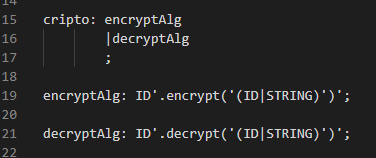 14
15 cripto: encryptAlg
16 |decryptAlg
17 ;
18
19 encryptAlg: ID'.encrypt('(ID|STRING)')';
20
21 decryptAlg: ID'.decrypt('(ID|STRING)')';
22